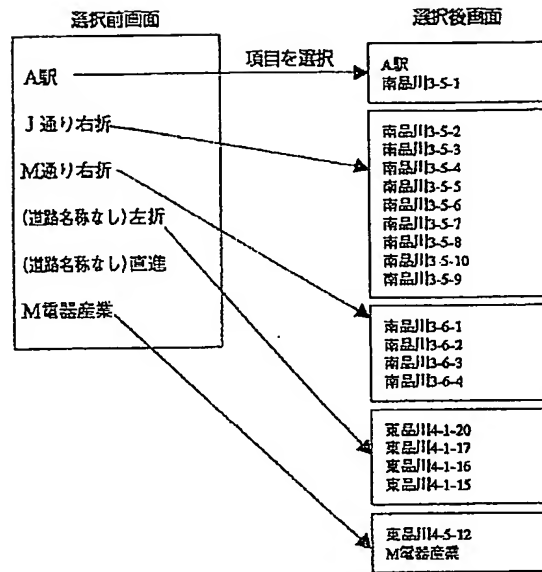 選択前画面
A駅
J通り右折
M通り右折
(道路名称なし)左折
(道路名称なし)直進
M電器産業
項目を選択
選択後画面
A駅
南品川3-5-1
南品川3-5-2
南品川3-5-3
南品川3-5-4
南品川3-5-5
南品川3-5-6
南品川3-5-7
南品川3-5-8
南品川3-5-10
南品川3-5-9
南品川3-6-1
南品川3-6-2
南品川3-6-3
南品川3-6-4
東品川4-1-20
東品川4-1-17
東品川4-1-16
東品川4-1-15
東品川4-5-12
M電器産業